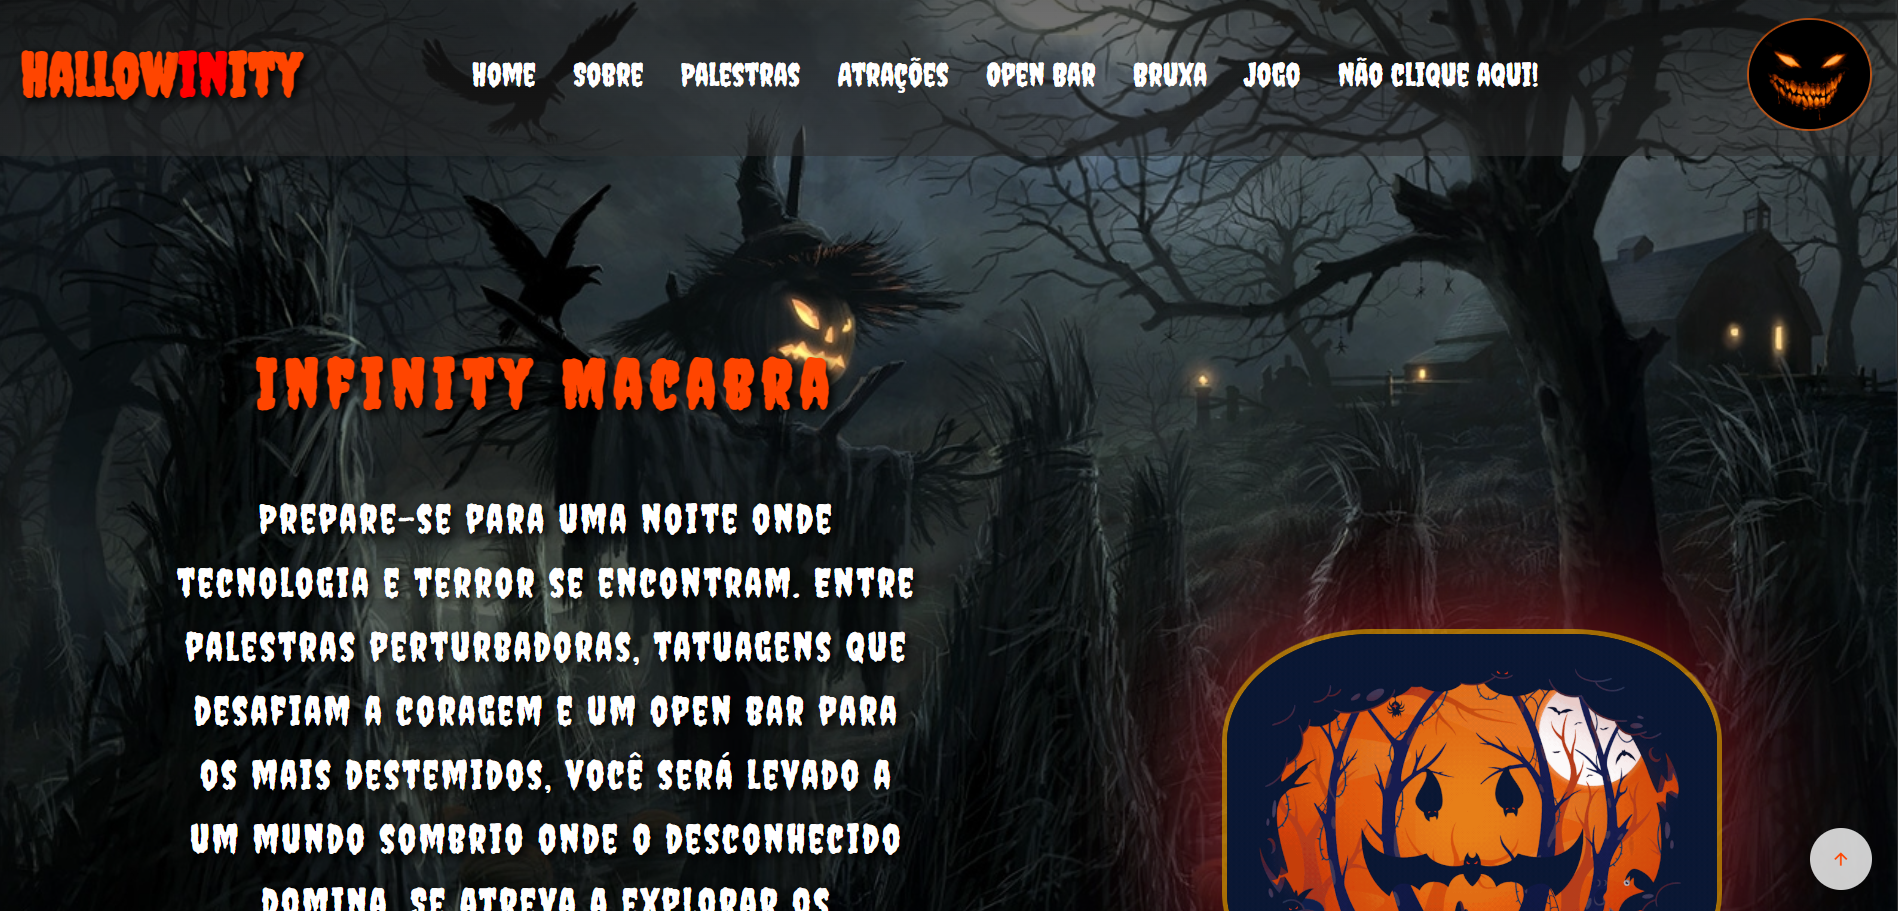 HALLOWINITY
HOME SOBRE PALESTRAS ATRAÇÕES OPEN BAR BRUXA JOGO NÃO CLIQUE AQUI!
INFINITY MACABRA
PREPARE-SE PARA UMA NOITE ONDE
TECNOLOGIA E TERROR SE ENCONTRAM. ENTRE
PALESTRAS PERTURBADORAS, TATUAGENS QUE
DESAFIAM A CORAGEM E UM OPEN BAR PARA
OS MAIS DESTEMIDOS, VOCÊ SERÁ LEVADO A
UM MUNDO SOMBRIO ONDE O DESCONHECIDO
DOMINA. SE ATREVA A EXPLORAR OS